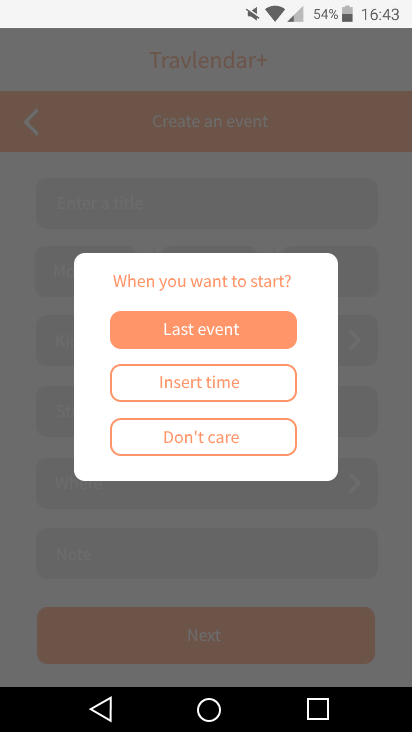 54% 16:43
Travlendar+
Create an event
Enter a title
When you want to start?
Last event
Insert time
Don't care
Where
Note
Next